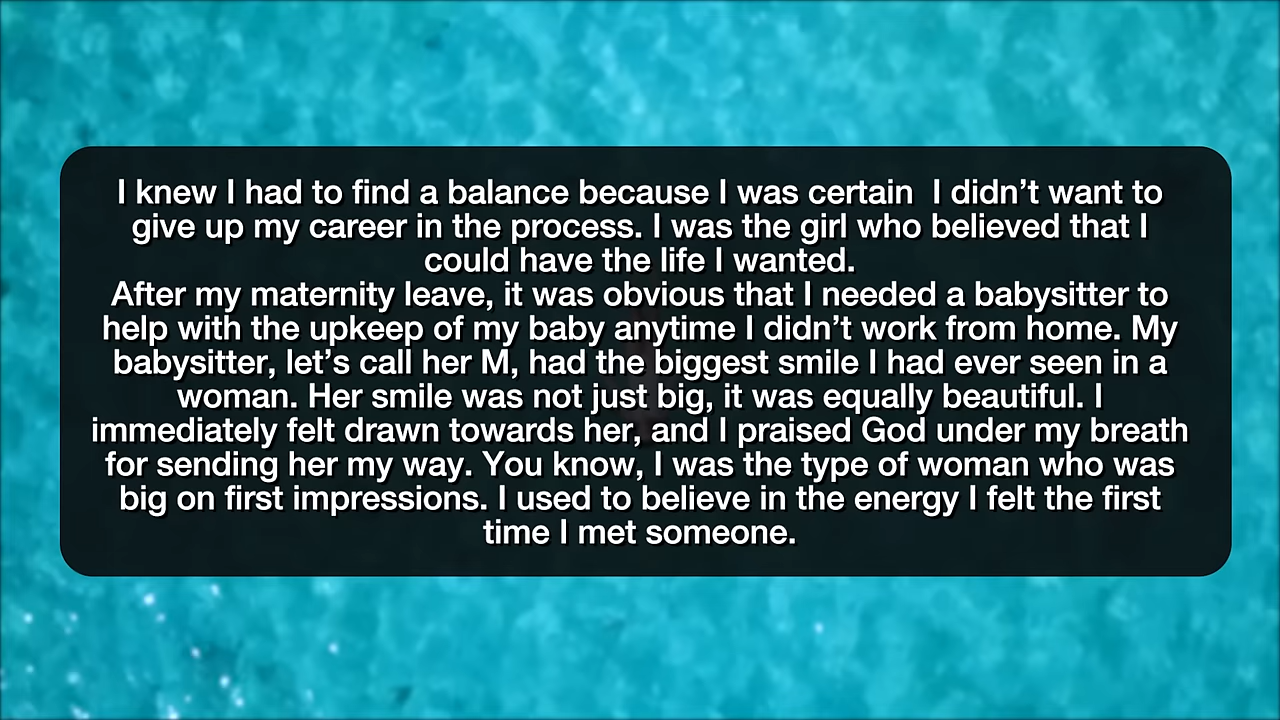 I knew I had to find a balance because I was certain  I didn’t want to
give up my career in the process. I was the girl who believed that I
could have the life I wanted.
After my maternity leave, it was obvious that I needed a babysitter to
help with the upkeep of my baby anytime I didn’t work from home. My
babysitter, let’s call her M, had the biggest smile I had ever seen in a
woman. Her smile was not just big, it was equally beautiful. I
immediately felt drawn towards her, and I praised God under my breath
for sending her my way. You know, I was the type of woman who was
big on first impressions. I used to believe in the energy I felt the first
time I met someone.